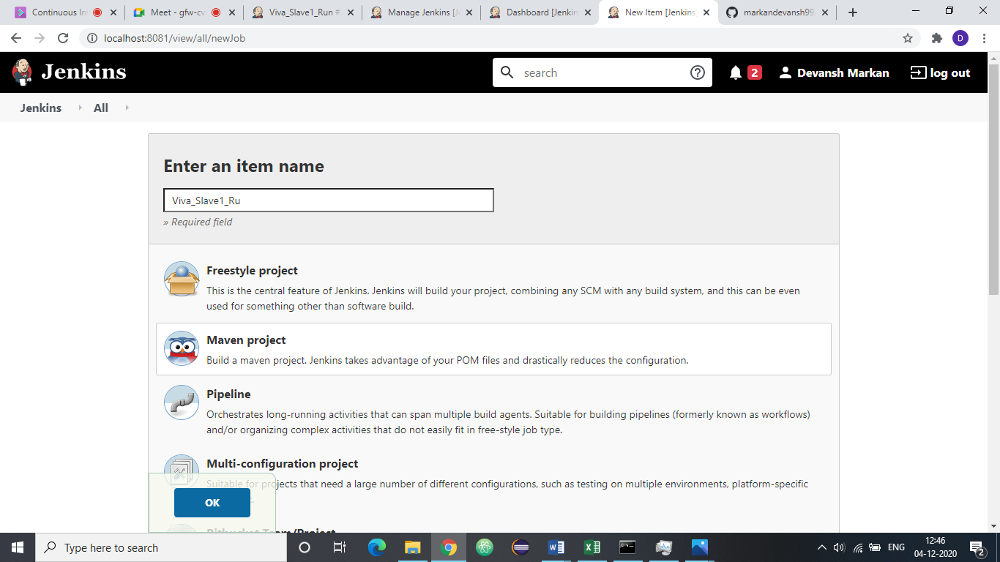 Continuous In
Meet - gfw-cv
Viva_Slave1_Run #
Manage Jenkins [J
Dashboard [Jenkin
New Item [Jenkins
markandevansh99
localhost:8081/view/all/newJob
D
Jenkins
search
2
Devansh Markan
log out
Jenkins
All
Enter an item name
Viva_Slave1_Ru
» Required field
Freestyle project
This is the central feature of Jenkins. Jenkins will build your project, combining any SCM with any build system, and this can be even
used for something other than software build.
Maven project
Build a maven project. Jenkins takes advantage of your POM files and drastically reduces the configuration.
Pipeline
Orchestrates long-running activities that can span multiple build agents. Suitable for building pipelines (formerly known as workflows)
and/or organizing complex activities that do not easily fit in free-style job type.
Multi-configuration project
Suitable for projects that need a large number of different configurations, such as testing on multiple environments, platform-specific
OK
Bitbucket Team/Project
Type here to search
ENG
12:46
04-12-2020
2